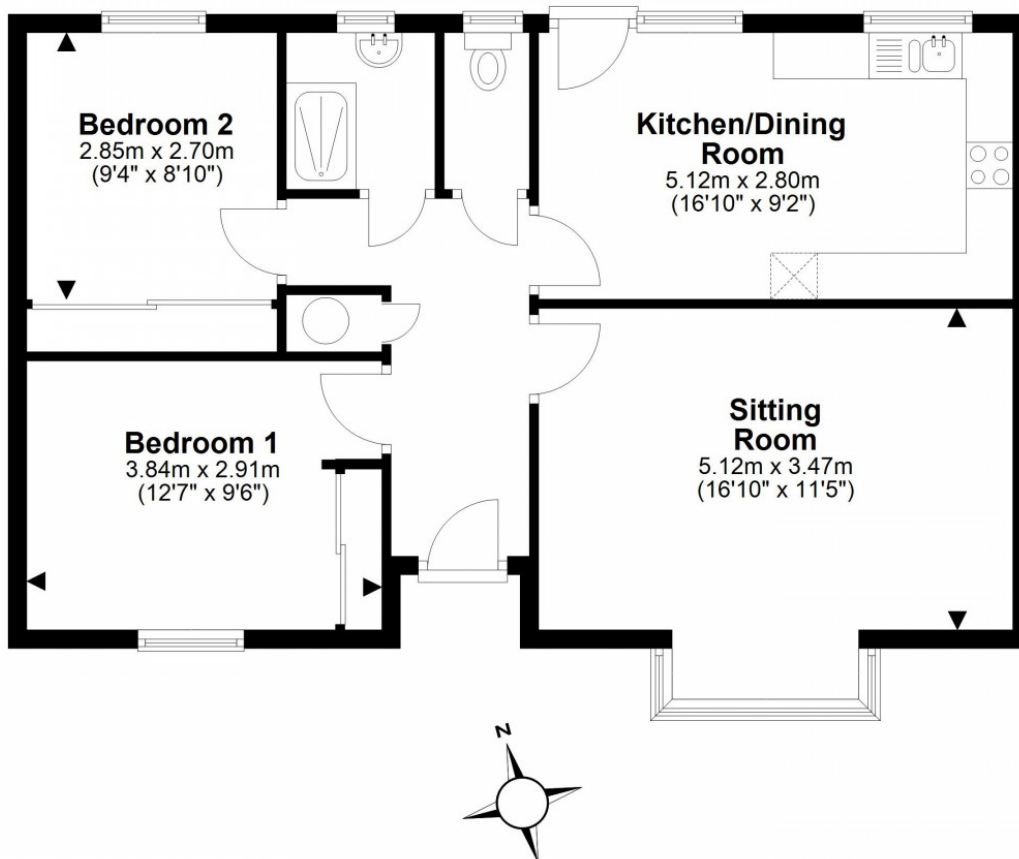 Bedroom 2
2.85m x 2.70m
(9'4" x 8'10")
Kitchen/Dining
Room
5.12m x 2.80m
(16'10" x 9'2")
Bedroom 1
3.84m x 2.91m
(12'7" x 9'6")
Sitting
Room
5.12m x 3.47m
(16'10" x 11'5")
N